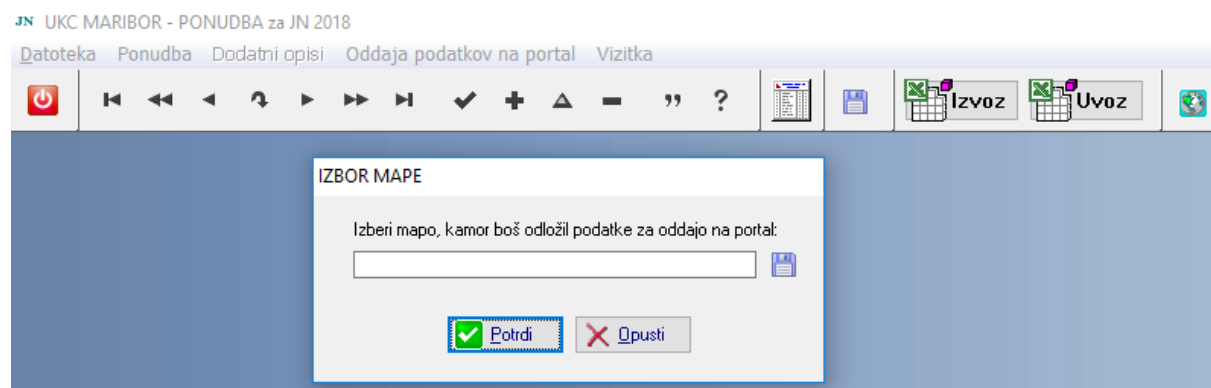 JN UKC MARIBOR - PONUDBA za JN 2018
Datoteka Ponudba Dodatni opisi Oddaja podatkov na portal Vizitka
? Izvoz Uvoz
IZBOR MAPE
Izberi mapo, kamor boš odložil podatke za oddajo na portal:
Potrdi Opusti